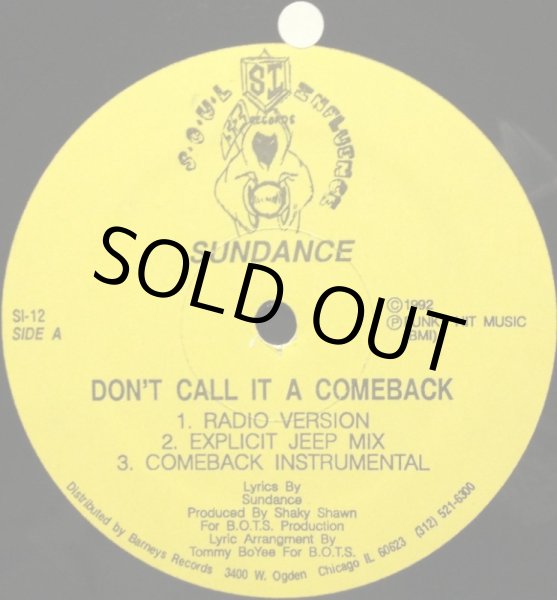 S.O.U.L INFLUENCE
SI
RECORDS
SUNDANCE
SOLD OUT
SI-12
SIDE A
©1992
Ⓟ HIT MUSIC
(BMI)
DON'T CALL IT A COMEBACK
1. RADIO VERSION
2. EXPLICIT JEEP MIX
3. COMEBACK INSTRUMENTAL
Lyrics By
Sundance
Produced By Shaky Shawn
For B.O.T.S. Production
Lyric Arrangment By
Tommy BoYee For B.O.T.S.
Distributed by Barneys Records 3400 W. Ogden Chicago IL 60623 (312) 521-6300